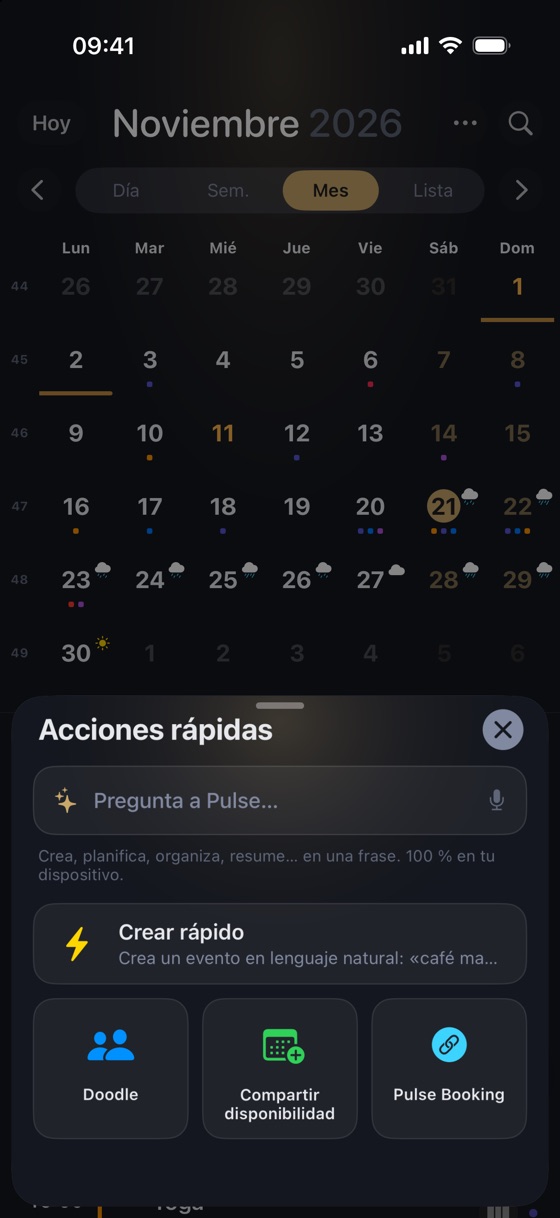 09:41
Hoy Noviembre 2026
Día Sem. Mes Lista
Lun Mar Mié Jue Vie Sáb Dom
44 26 27 28 29 30 31 1
45 2 3 4 5 6 7 8
46 9 10 11 12 13 14 15
47 16 17 18 19 20 21 22
48 23 24 25 26 27 28 29
49 30 1 2 3 4 5 6
Acciones rápidas
Pregunta a Pulse...
Crea, planifica, organiza, resume... en una frase. 100 % en tu
dispositivo.
Crear rápido
Crea un evento en lenguaje natural: «café ma...
Doodle
Compartir
disponibilidad
Pulse Booking